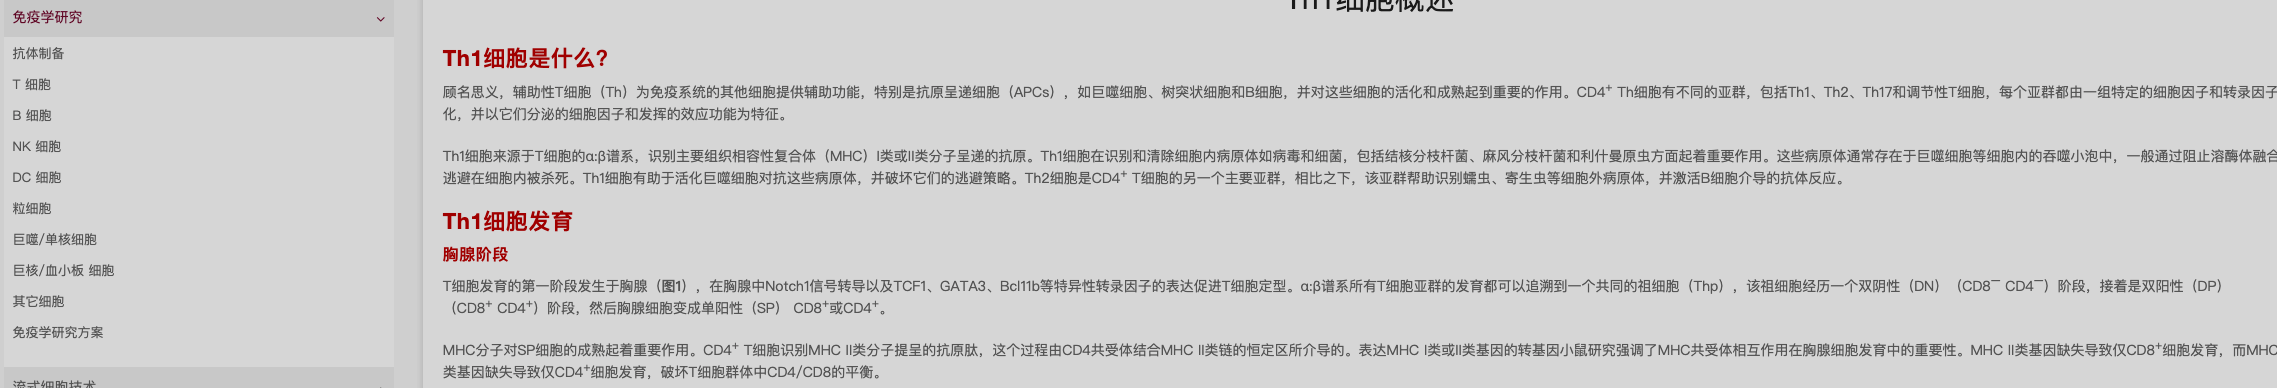 免疫学研究
抗体制备
T 细胞
B 细胞
NK 细胞
DC 细胞
粒细胞
巨噬/单核细胞
巨核/血小板 细胞
其它细胞
免疫学研究方案
流式细胞技术
Th1细胞概述
Th1细胞是什么？
顾名思义，辅助性T细胞（Th）为免疫系统的其他细胞提供辅助功能，特别是抗原呈递细胞（APCs），如巨噬细胞、树突状细胞和B细胞，并对这些细胞的活化和成熟起到重要的作用。CD4⁺ Th细胞有不同的亚群，包括Th1、Th2、Th17和调节性T细胞，每个亚群都由一组特定的细胞因子和转录因子
化，并以它们分泌的细胞因子和发挥的效应功能为特征。
Th1细胞来源于T细胞的α:β谱系，识别主要组织相容性复合体（MHC）I类或II类分子呈递的抗原。Th1细胞在识别和清除细胞内病原体如病毒和细菌，包括结核分枝杆菌、麻风分枝杆菌和利什曼原虫方面起着重要作用。这些病原体通常存在于巨噬细胞等细胞内的吞噬小泡中，一般通过阻止溶酶体融合
逃避在细胞内被杀死。Th1细胞有助于活化巨噬细胞对抗这些病原体，并破坏它们的逃避策略。Th2细胞是CD4⁺ T细胞的另一个主要亚群，相比之下，该亚群帮助识别蠕虫、寄生虫等细胞外病原体，并激活B细胞介导的抗体反应。
Th1细胞发育
胸腺阶段
T细胞发育的第一阶段发生于胸腺（图1），在胸腺中Notch1信号转导以及TCF1、GATA3、Bcl11b等特异性转录因子的表达促进T细胞定型。α:β谱系所有T细胞亚群的发育都可以追溯到一个共同的祖细胞（Thp），该祖细胞经历一个双阴性（DN）（CD8⁻ CD4⁻）阶段，接着是双阳性（DP）
（CD8⁺ CD4⁺）阶段，然后胸腺细胞变成单阳性（SP） CD8⁺或CD4⁺。
MHC分子对SP细胞的成熟起着重要作用。CD4⁺ T细胞识别MHC II类分子提呈的抗原肽，这个过程由CD4共受体结合MHC II类链的恒定区所介导的。表达MHC I类或II类基因的转基因小鼠研究强调了MHC共受体相互作用在胸腺细胞发育中的重要性。MHC II类基因缺失导致仅CD8⁺细胞发育，而MHC
类基因缺失导致仅CD4⁺细胞发育，破坏T细胞群体中CD4/CD8的平衡。